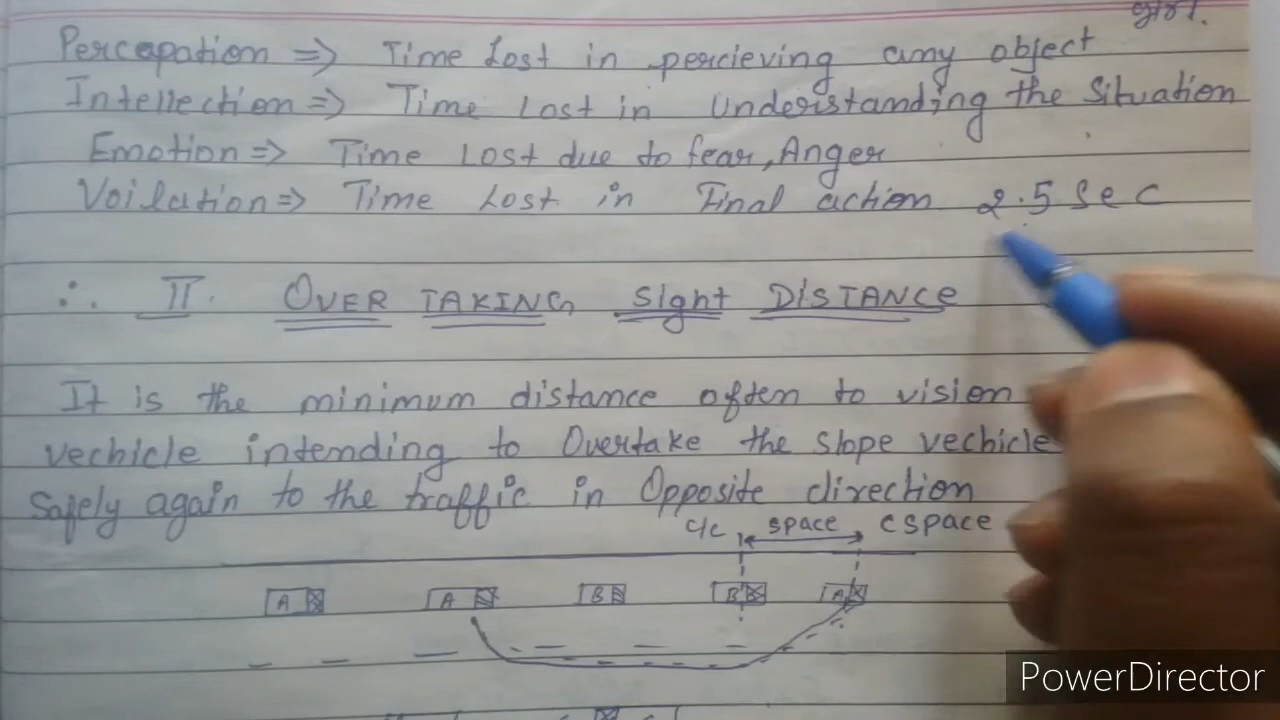 Percepation => Time Lost in percieving any object
Intellection => Time Lost in Understanding the Situation
Emotion => Time Lost due to fear, Anger
Voilation => Time Lost in Final action 2.5 Sec
∴ II. OVER TAKING Sight DISTANCE
It is the minimum distance often to vision
vechicle intending to Overtake the slope vechicle
Safely again to the traffic in Opposite direction
c/c space c space
A A B B A
PowerDirector